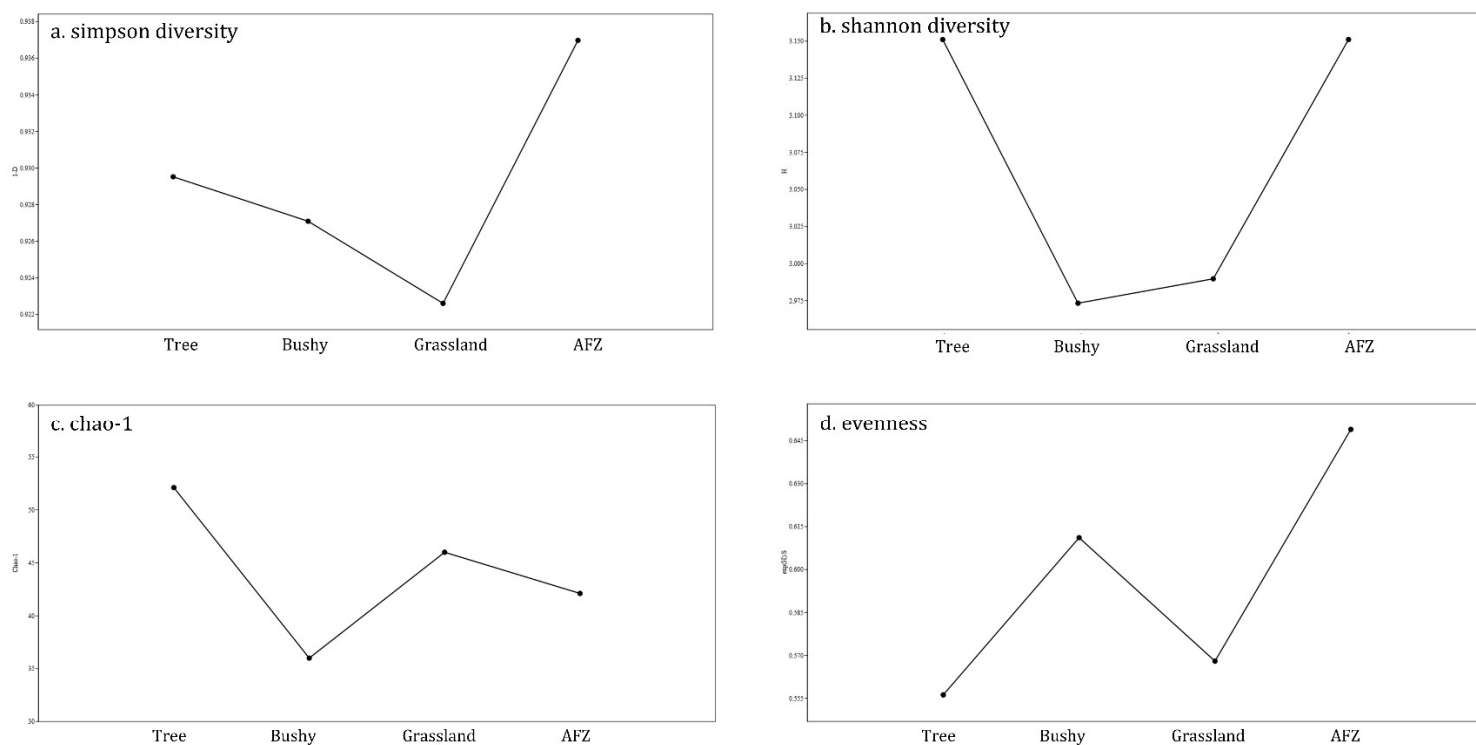 a. simpson diversity
0.938
0.936
0.934
0.932
0.930
0.928
0.926
0.924
0.922
1-D
Tree Bushy Grassland AFZ
b. shannon diversity
3.150
3.125
3.100
3.075
3.050
3.025
3.000
2.975
H
Tree Bushy Grassland AFZ
c. chao-1
60
55
50
45
40
35
30
Chao-1
Tree Bushy Grassland AFZ
d. evenness
0.645
0.630
0.615
0.600
0.585
0.570
0.555
Tree Bushy Grassland AFZ